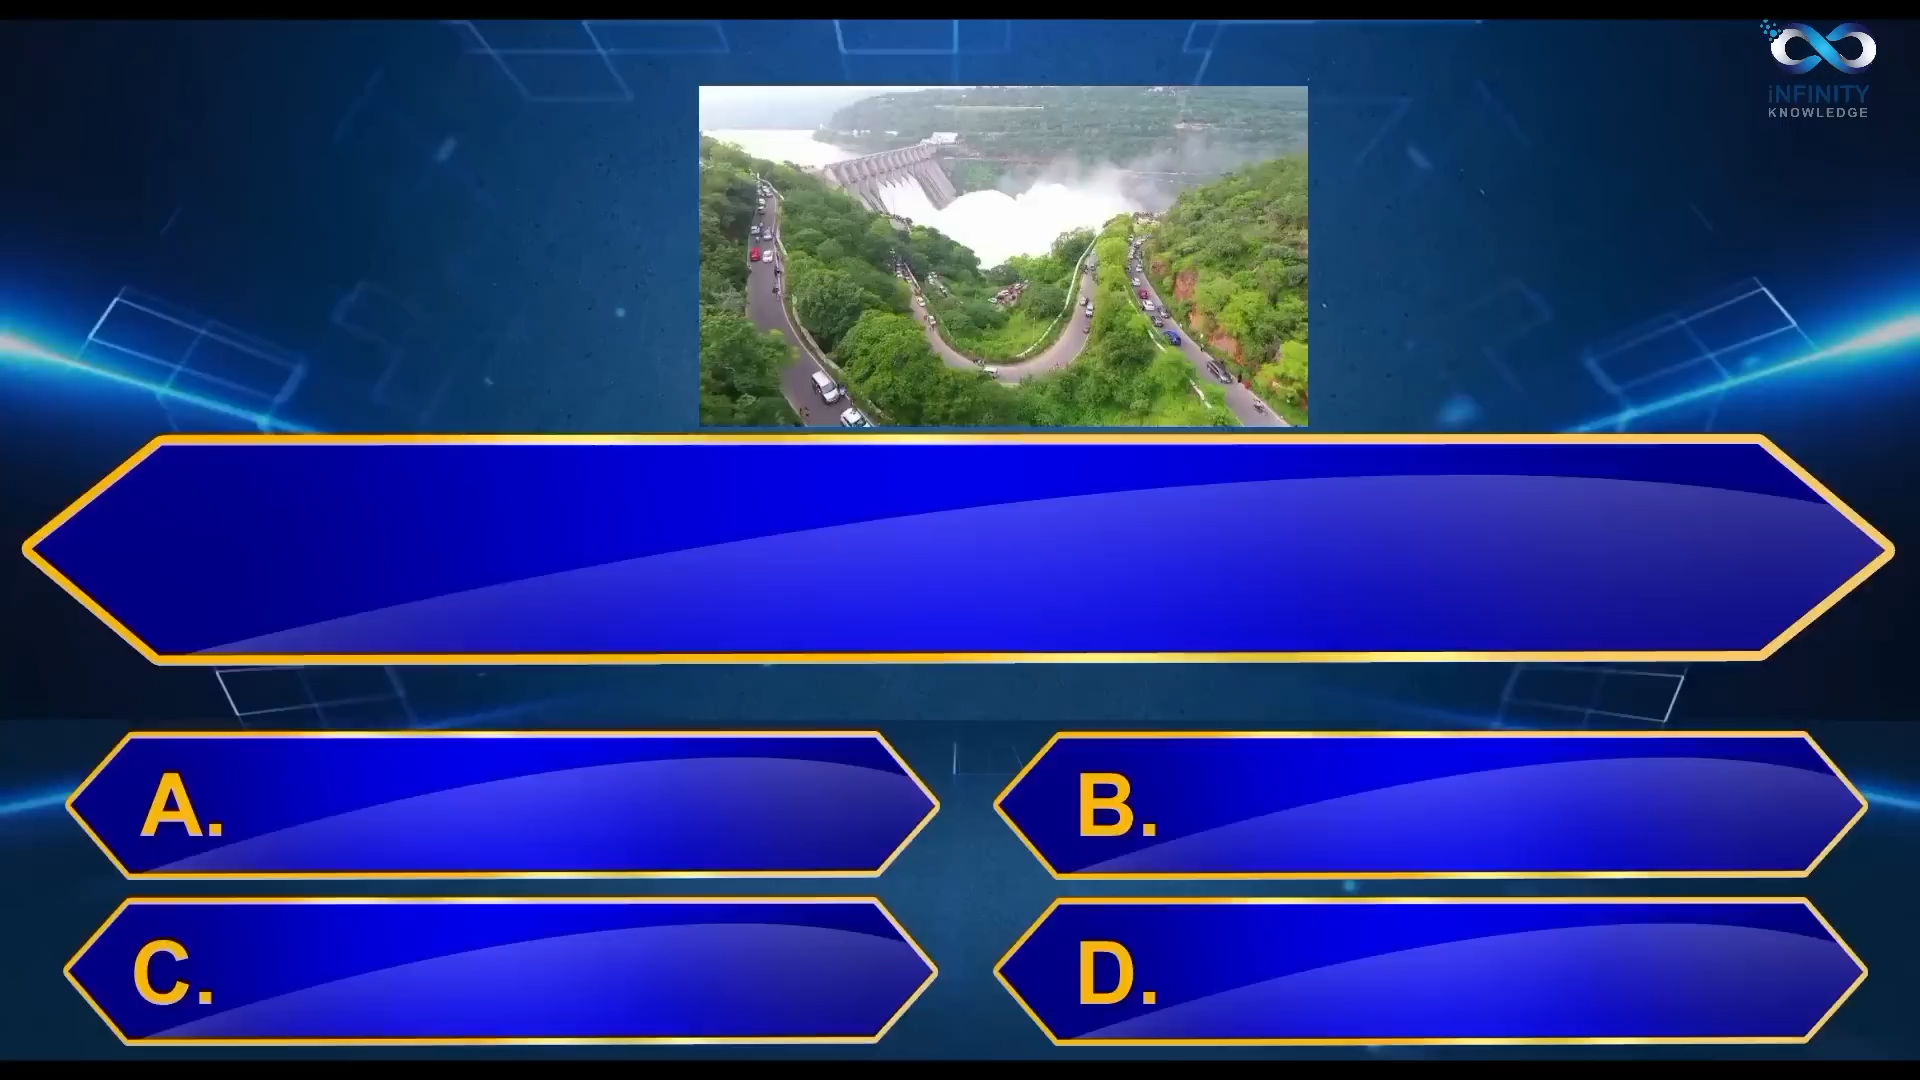 iNFINITY
KNOWLEDGE
A.
B.
C.
D.